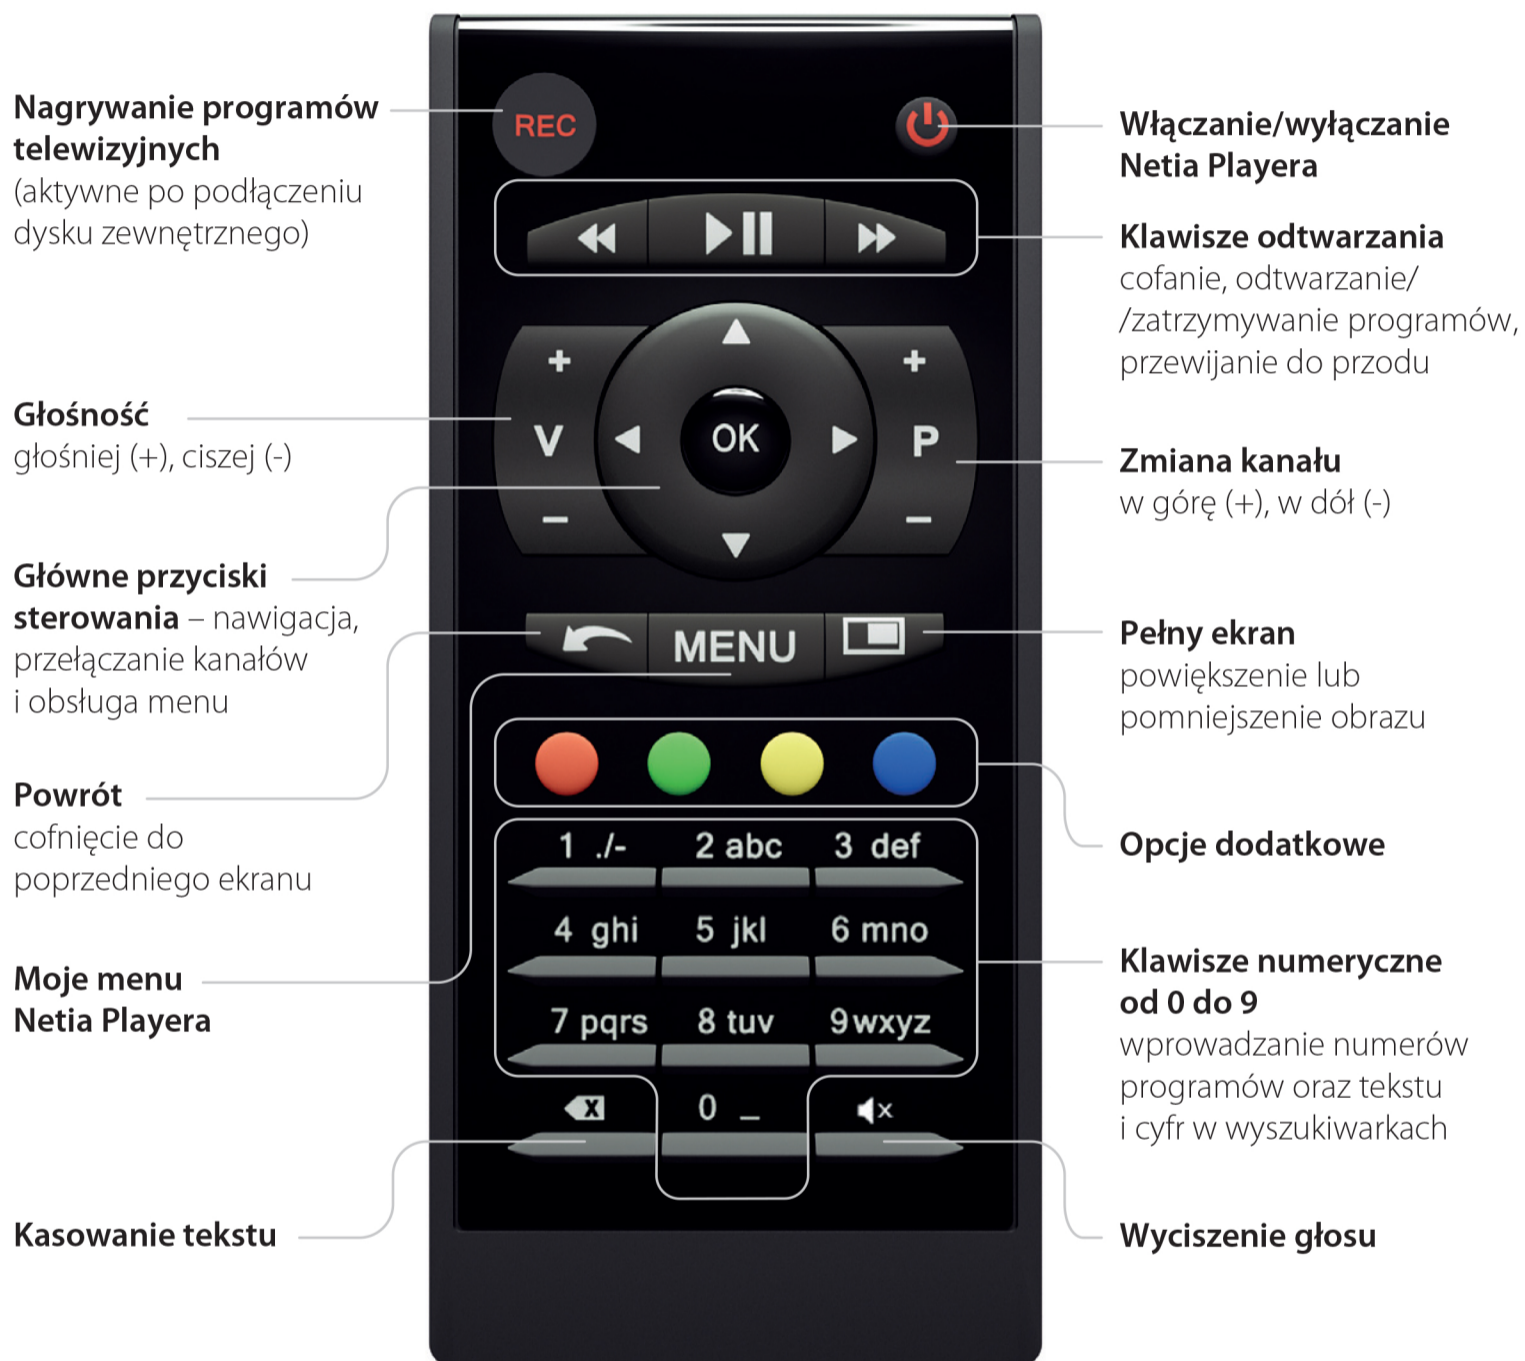 Nagrywanie programów
telewizyjnych
(aktywne po podłączeniu
dysku zewnętrznego)
Głośność
głośniej (+), ciszej (-)
Główne przyciski
sterowania – nawigacja,
przełączanie kanałów
i obsługa menu
Powrót
cofnięcie do
poprzedniego ekranu
Moje menu
Netia Playera
Kasowanie tekstu
REC
+ +
V OK P
– –
MENU
1 ./- 2 abc 3 def
4 ghi 5 jkl 6 mno
7 pqrs 8 tuv 9wxyz
X 0 _ x
Włączanie/wyłączanie
Netia Playera
Klawisze odtwarzania
cofanie, odtwarzanie/
/zatrzymywanie programów,
przewijanie do przodu
Zmiana kanału
w górę (+), w dół (-)
Pełny ekran
powiększenie lub
pomniejszenie obrazu
Opcje dodatkowe
Klawisze numeryczne
od 0 do 9
wprowadzanie numerów
programów oraz tekstu
i cyfr w wyszukiwarkach
Wyciszenie głosu